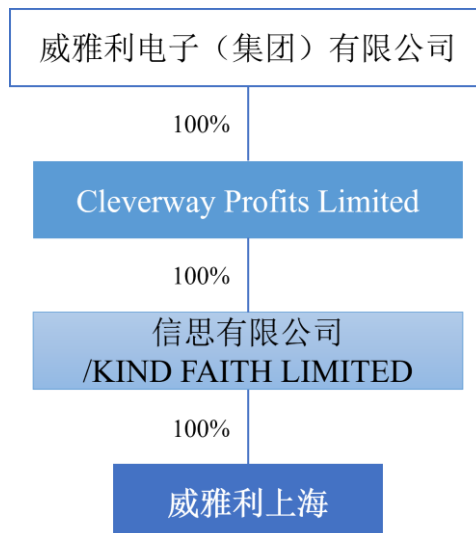 威雅利电子（集团）有限公司
100%
Cleverway Profits Limited
100%
信思有限公司
/KIND FAITH LIMITED
100%
威雅利上海